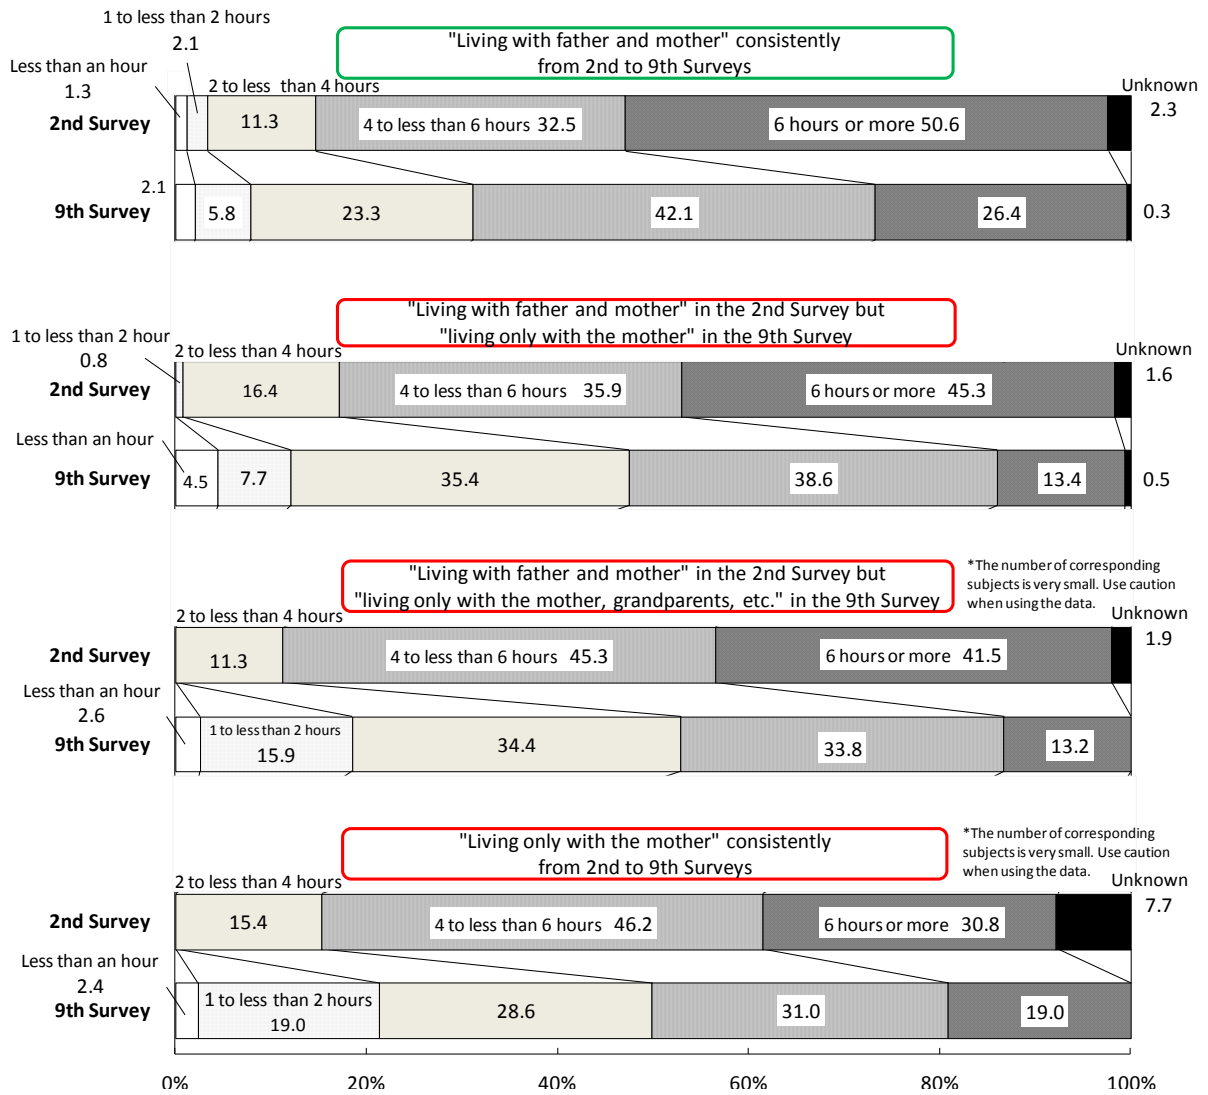 1 to less than 2 hours
2.1
"Living with father and mother" consistently
from 2nd to 9th Surveys
Less than an hour
1.3
2 to less than 4 hours
Unknown
2.3
2nd Survey
11.3
4 to less than 6 hours 32.5
6 hours or more 50.6
2.1
9th Survey
5.8
23.3
42.1
26.4
0.3
"Living with father and mother" in the 2nd Survey but
"living only with the mother" in the 9th Survey
1 to less than 2 hour
0.8
2 to less than 4 hours
Unknown
1.6
2nd Survey
16.4
4 to less than 6 hours 35.9
6 hours or more 45.3
Less than an hour
9th Survey
4.5
7.7
35.4
38.6
13.4
0.5
"Living with father and mother" in the 2nd Survey but
"living only with the mother, grandparents, etc." in the 9th Survey
*The number of corresponding
subjects is very small. Use caution
when using the data.
2 to less than 4 hours
Unknown
1.9
2nd Survey
11.3
4 to less than 6 hours 45.3
6 hours or more 41.5
Less than an hour
2.6
9th Survey
1 to less than 2 hours
15.9
34.4
33.8
13.2
"Living only with the mother" consistently
from 2nd to 9th Surveys
*The number of corresponding
subjects is very small. Use caution
when using the data.
2 to less than 4 hours
Unknown
7.7
2nd Survey
15.4
4 to less than 6 hours 46.2
6 hours or more 30.8
Less than an hour
2.4
9th Survey
1 to less than 2 hours
19.0
28.6
31.0
19.0
0%
20%
40%
60%
80%
100%